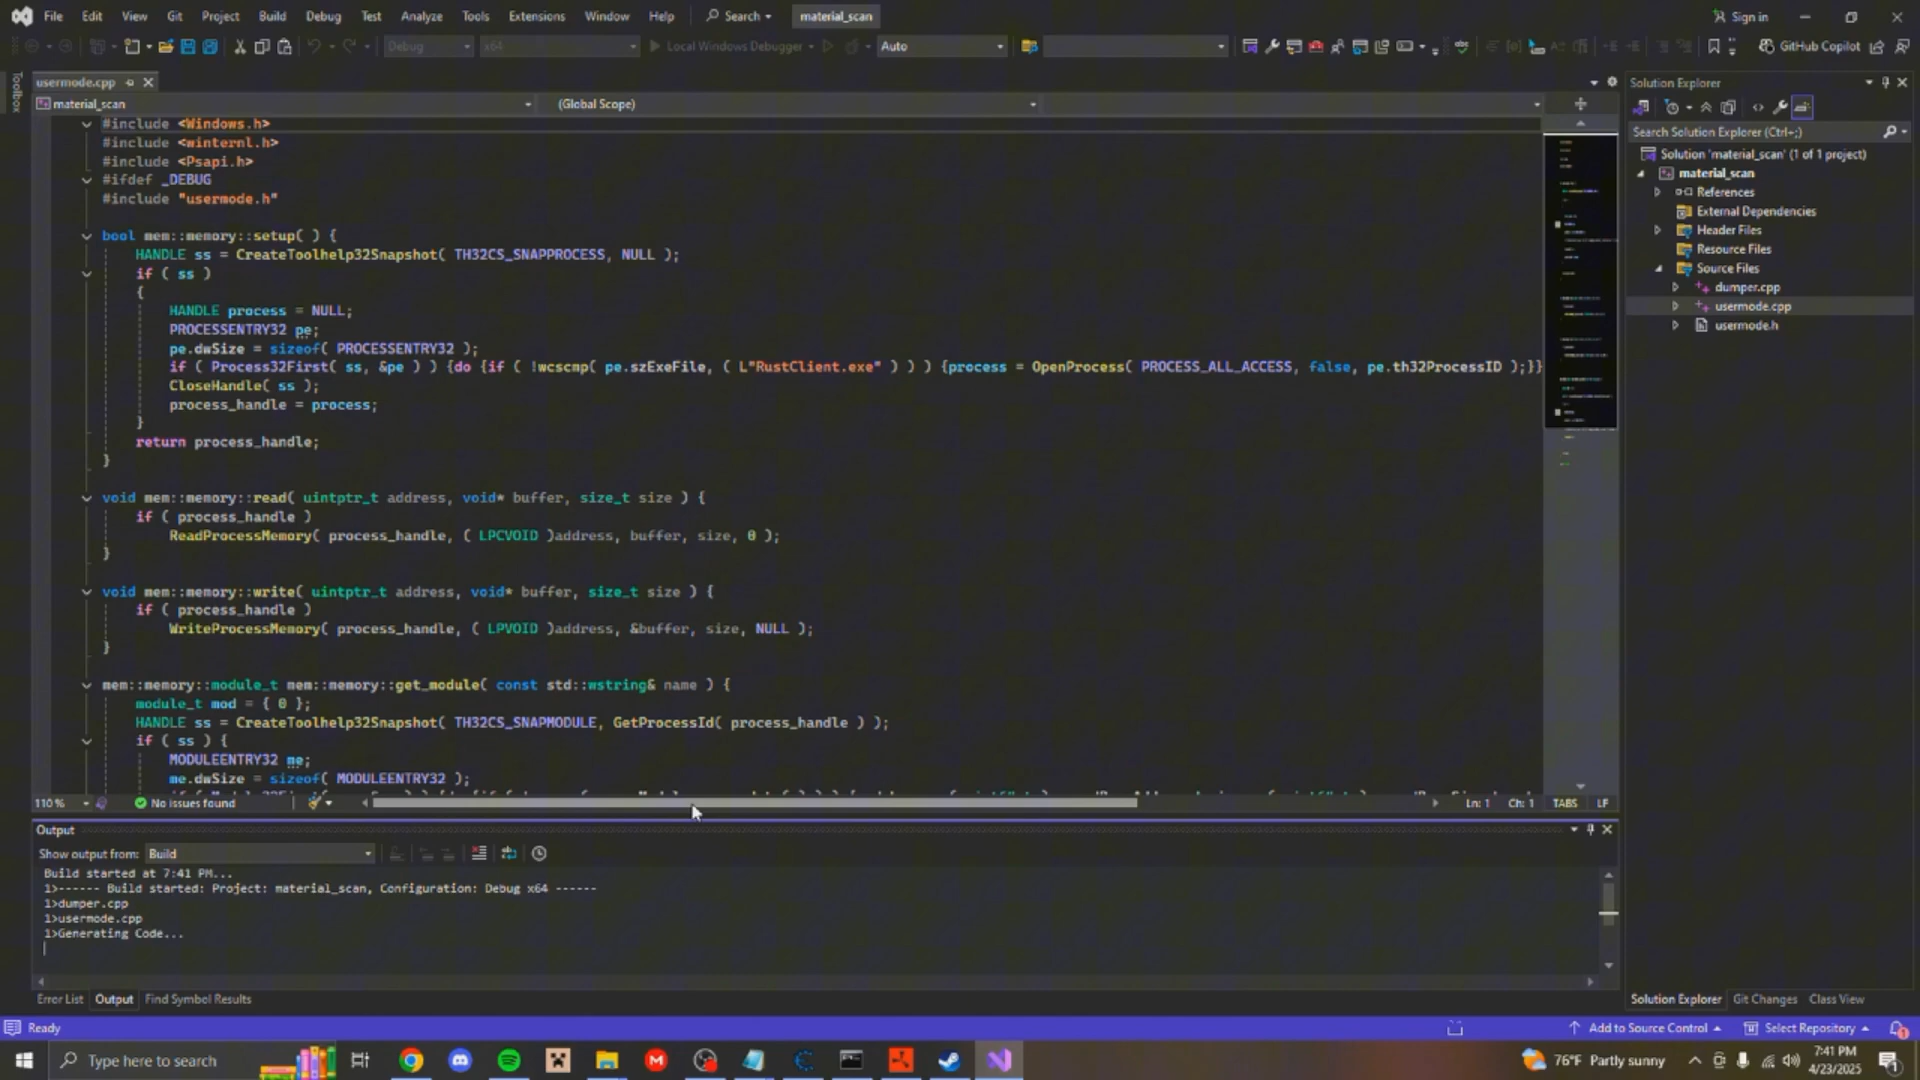 File Edit View Git Project Build Debug Test Analyze Tools Extensions Window Help Search material_scan Sign in
Debug x64 Local Windows Debugger Auto GitHub Copilot
Toolbox
usermode.cpp
material_scan (Global Scope)
#include <Windows.h>
#include <winternl.h>
#include <Psapi.h>
#ifdef _DEBUG
#include "usermode.h"
bool mem::memory::setup( ) {
HANDLE ss = CreateToolhelp32Snapshot( TH32CS_SNAPPROCESS, NULL );
if ( ss )
{
HANDLE process = NULL;
PROCESSENTRY32 pe;
pe.dwSize = sizeof( PROCESSENTRY32 );
if ( Process32First( ss, &pe ) ) {do {if ( !wcscmp( pe.szExeFile, ( L"RustClient.exe" ) ) ) {process = OpenProcess( PROCESS_ALL_ACCESS, false, pe.th32ProcessID );}}
CloseHandle( ss );
process_handle = process;
}
return process_handle;
}
void mem::memory::read( uintptr_t address, void* buffer, size_t size ) {
if ( process_handle )
ReadProcessMemory( process_handle, ( LPCVOID )address, buffer, size, 0 );
}
void mem::memory::write( uintptr_t address, void* buffer, size_t size ) {
if ( process_handle )
WriteProcessMemory( process_handle, ( LPVOID )address, &buffer, size, NULL );
}
mem::memory::module_t mem::memory::get_module( const std::wstring& name ) {
module_t mod = { 0 };
HANDLE ss = CreateToolhelp32Snapshot( TH32CS_SNAPMODULE, GetProcessId( process_handle ) );
if ( ss ) {
MODULEENTRY32 me;
me.dwSize = sizeof( MODULEENTRY32 );
110 % No issues found Ln: 1 Ch: 1 TABS LF
Output
Show output from: Build
Build started at 7:41 PM...
1>------ Build started: Project: material_scan, Configuration: Debug x64 ------
1>dumper.cpp
1>usermode.cpp
1>Generating Code...
Error List Output Find Symbol Results
Solution Explorer
Search Solution Explorer (Ctrl+;)
Solution 'material_scan' (1 of 1 project)
material_scan
References
External Dependencies
Header Files
Resource Files
Source Files
dumper.cpp
usermode.cpp
usermode.h
Solution Explorer Git Changes Class View
Ready Add to Source Control Select Repository 1
Type here to search 76°F Partly sunny 7:41 PM
4/23/2025 1